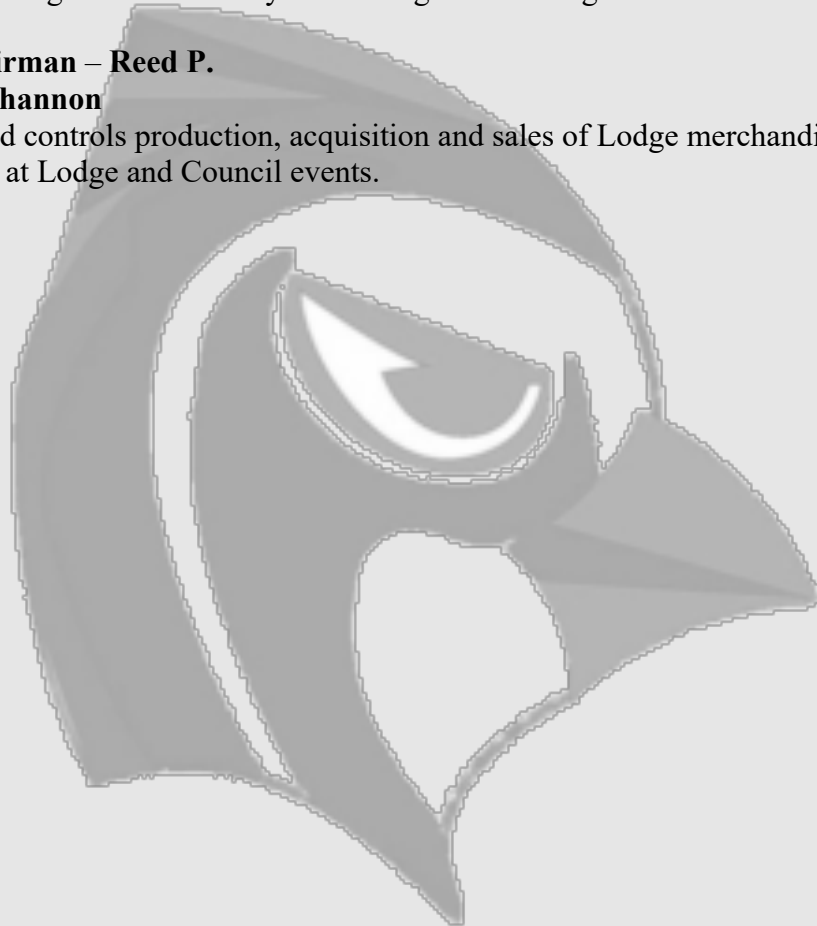 irman – Reed P.
hannon
d controls production, acquisition and sales of Lodge merchandi
at Lodge and Council events.